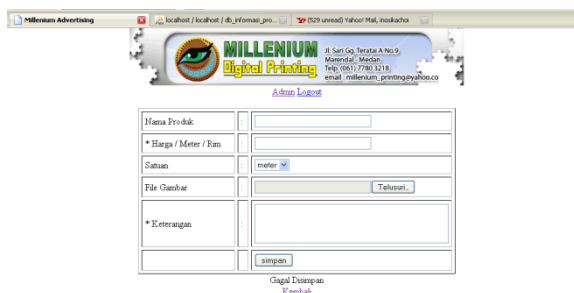 Millenium Advertising
localhost / localhost / db_informasi_pro...
(529 unread) Yahoo! Mail, inoskachoi
MILLENIUM
Digital Printing
Jl. Sari Gg. Teratai A No.9
Marendal - Medan
Telp. (061) 7780 3218
email : millenium_printing@yahoo.co
Admin Logout
Nama Produk :
* Harga / Meter / Rim :
Satuan : meter
File Gambar : Telusuri..
* Keterangan :
simpan
Gagal Disimpan
Kembali